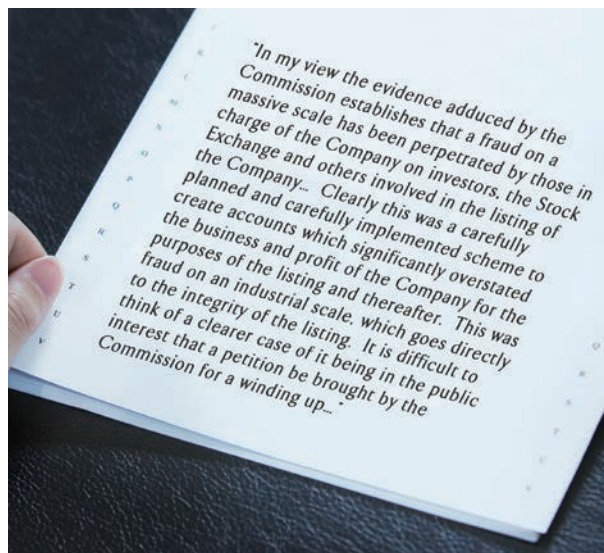 "In my view the evidence adduced by the
Commission establishes that a fraud on a
massive scale has been perpetrated by those in
charge of the Company on investors, the Stock
Exchange and others involved in the listing of
the Company... Clearly this was a carefully
planned and carefully implemented scheme to
create accounts which significantly overstated
the business and profit of the Company for the
purposes of the listing and thereafter. This was
fraud on an industrial scale, which goes directly
to the integrity of the listing. It is difficult to
think of a clearer case of it being in the public
interest that a petition be brought by the
Commission for a winding up... "
K
L
M
N
O
P
Q
R
S
T
U
V